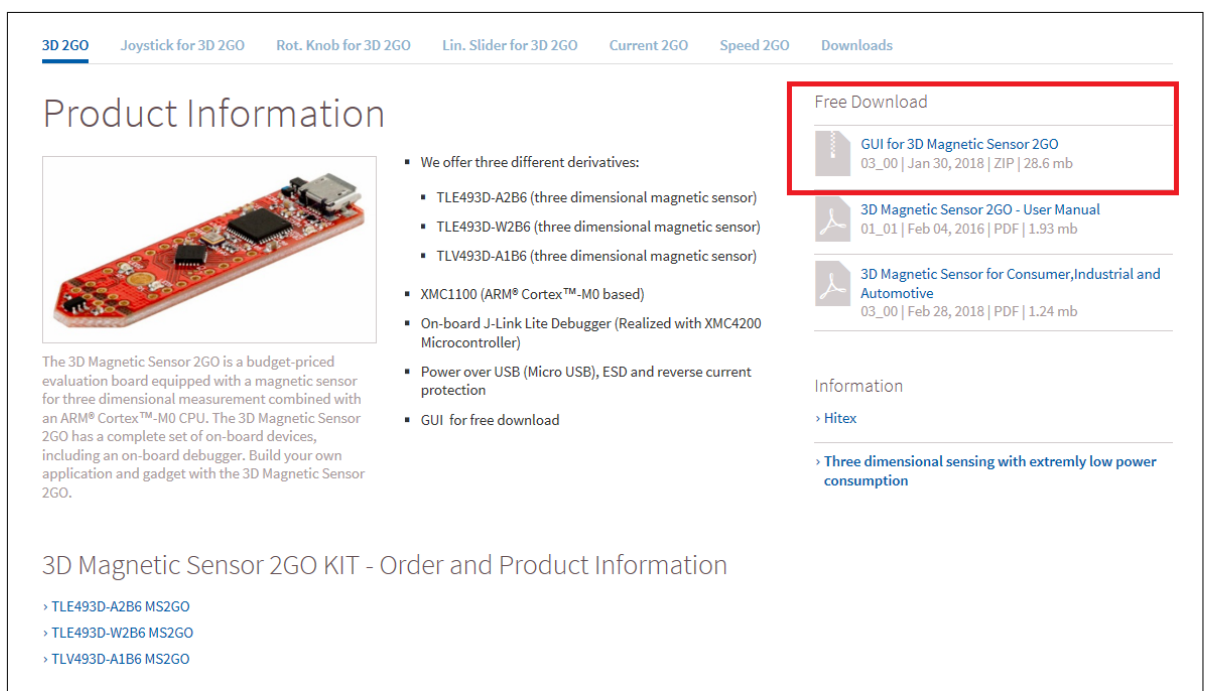 3D 2GO Joystick for 3D 2GO Rot. Knob for 3D 2GO Lin. Slider for 3D 2GO Current 2GO Speed 2GO Downloads
Product Information
The 3D Magnetic Sensor 2GO is a budget-priced
evaluation board equipped with a magnetic sensor
for three dimensional measurement combined with
an ARM® Cortex™-M0 CPU. The 3D Magnetic Sensor
2GO has a complete set of on-board devices,
including an on-board debugger. Build your own
application and gadget with the 3D Magnetic Sensor
2GO.
▪ We offer three different derivatives:
▪ TLE493D-A2B6 (three dimensional magnetic sensor)
▪ TLE493D-W2B6 (three dimensional magnetic sensor)
▪ TLV493D-A1B6 (three dimensional magnetic sensor)
▪ XMC1100 (ARM® Cortex™-M0 based)
▪ On-board J-Link Lite Debugger (Realized with XMC4200
Microcontroller)
▪ Power over USB (Micro USB), ESD and reverse current
protection
▪ GUI for free download
Free Download
GUI for 3D Magnetic Sensor 2GO
03_00 | Jan 30, 2018 | ZIP | 28.6 mb
3D Magnetic Sensor 2GO - User Manual
01_01 | Feb 04, 2016 | PDF | 1.93 mb
3D Magnetic Sensor for Consumer,Industrial and
Automotive
03_00 | Feb 28, 2018 | PDF | 1.24 mb
Information
› Hitex
› Three dimensional sensing with extremly low power
consumption
3D Magnetic Sensor 2GO KIT - Order and Product Information
› TLE493D-A2B6 MS2GO
› TLE493D-W2B6 MS2GO
› TLV493D-A1B6 MS2GO